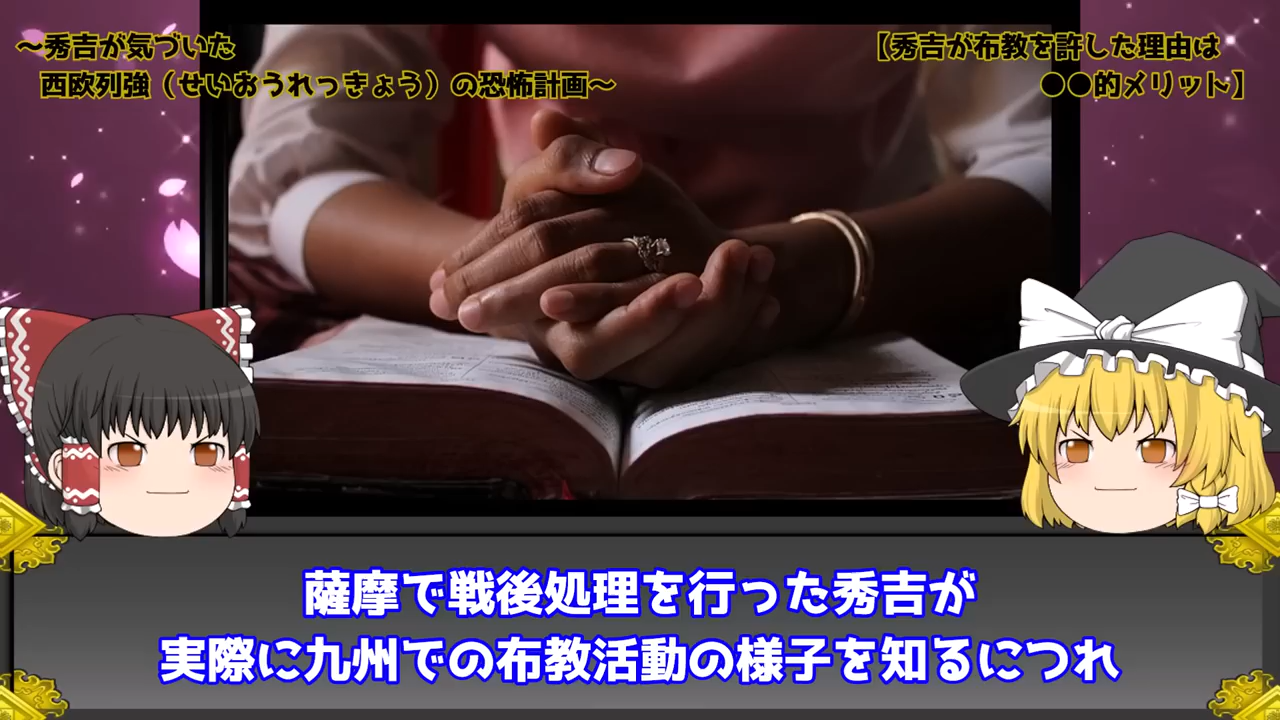 ～秀吉が気づいた
西欧列強（せいおうれっきょう）の恐怖計画～
【秀吉が布教を許した理由は
●●的メリット】
薩摩で戦後処理を行った秀吉が
実際に九州での布教活動の様子を知るにつれ